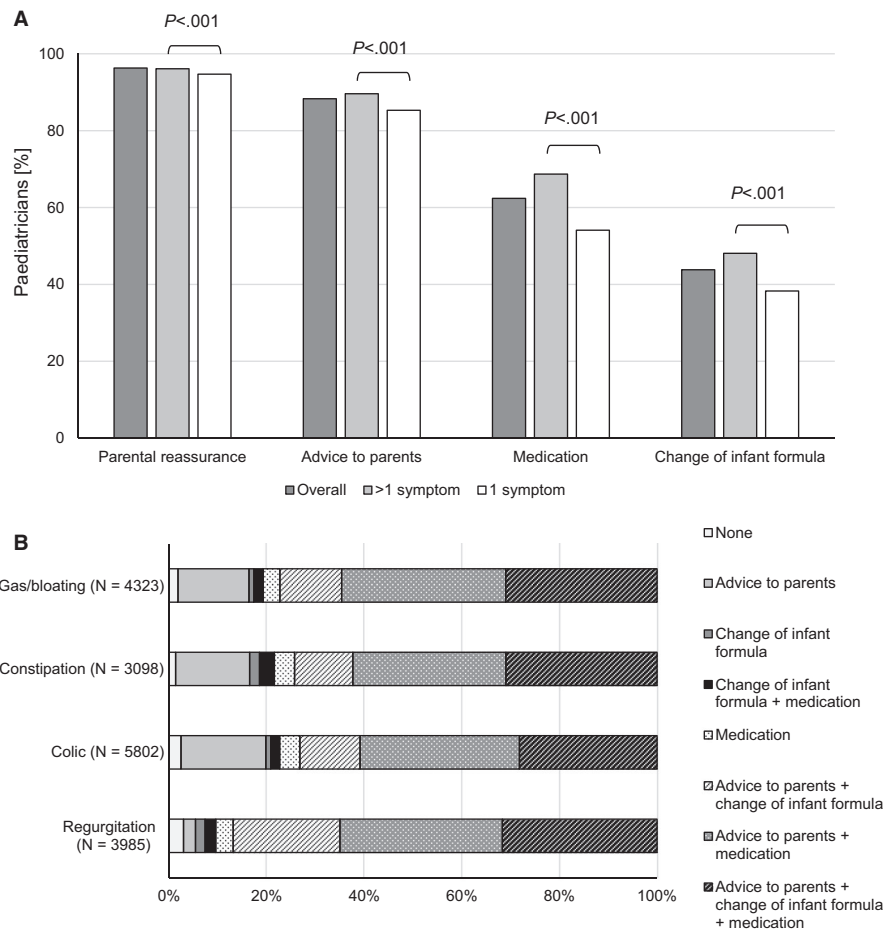 A
P<.001
P<.001
P<.001
P<.001
Paediatricians [%]
100
80
60
40
20
0
Parental reassurance
Advice to parents
Medication
Change of infant formula
Overall
>1 symptom
1 symptom
B
Gas/bloating (N = 4323)
Constipation (N = 3098)
Colic (N = 5802)
Regurgitation
(N = 3985)
0%
20%
40%
60%
80%
100%
None
Advice to parents
Change of infant
formula
Change of infant
formula + medication
Medication
Advice to parents +
change of infant formula
Advice to parents +
medication
Advice to parents +
change of infant formula
+ medication